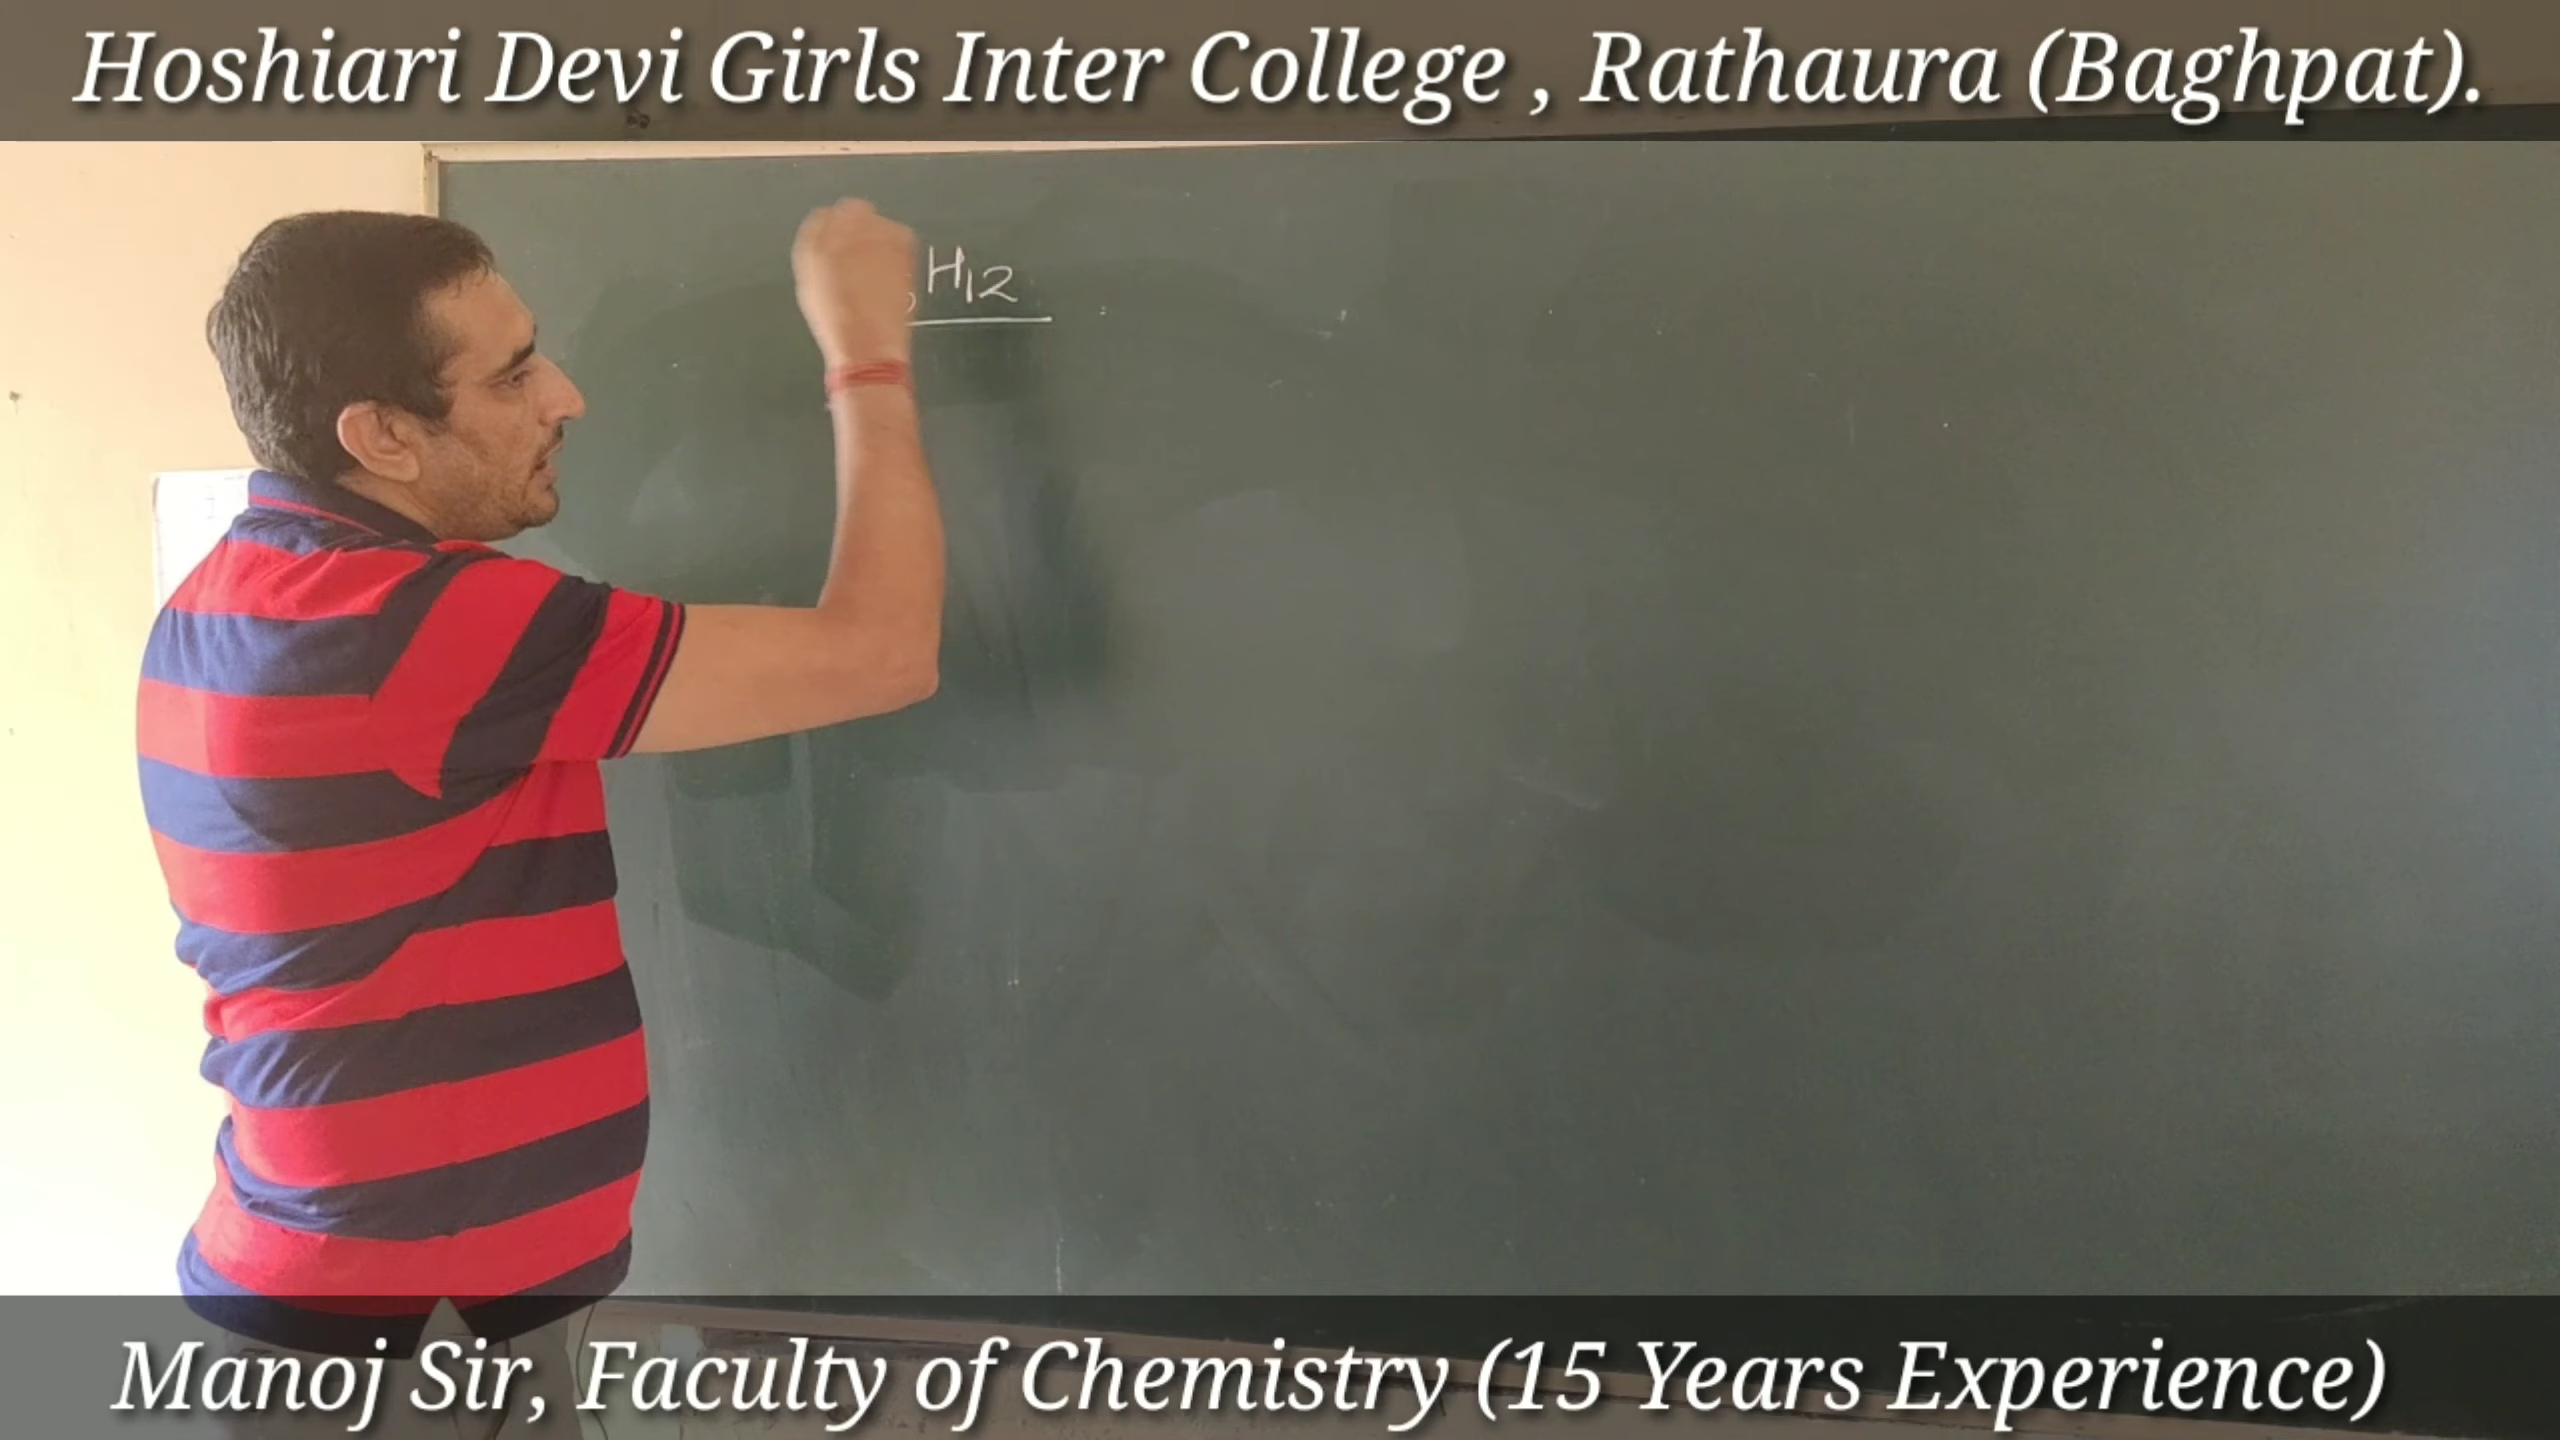 Hoshiari Devi Girls Inter College , Rathaura (Baghpat).
H12
Manoj Sir, Faculty of Chemistry (15 Years Experience)